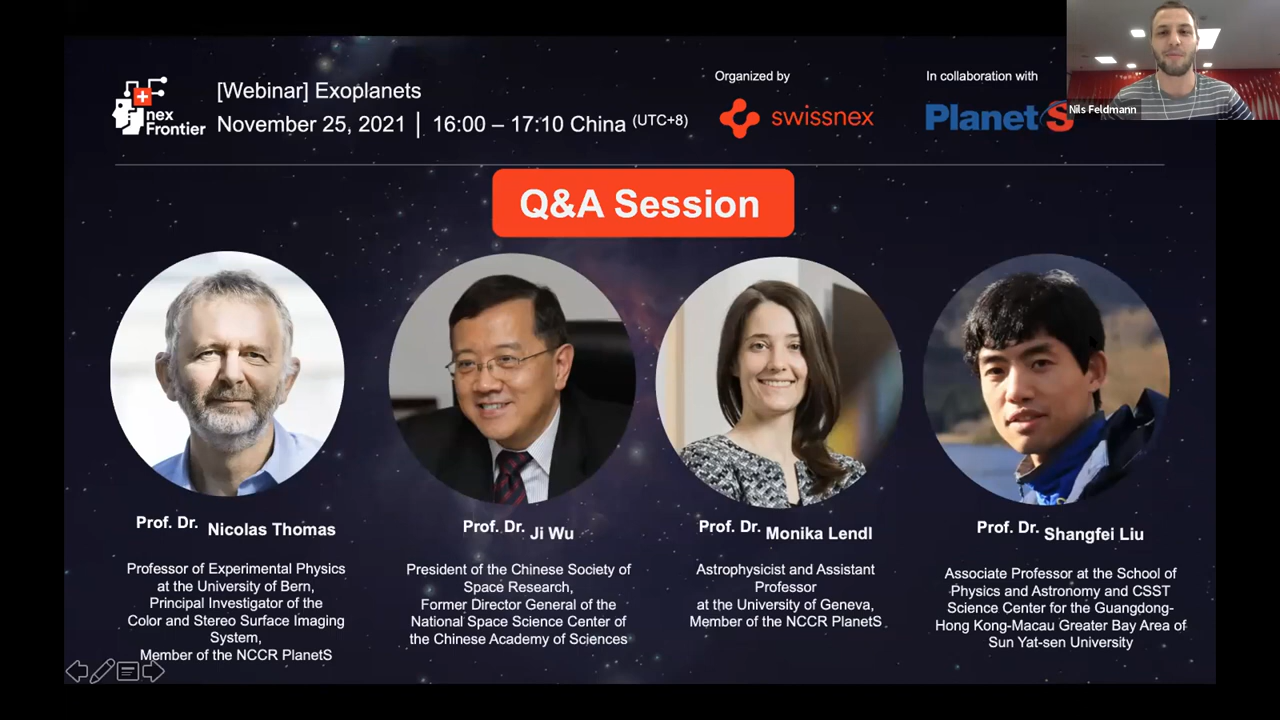 nex
Frontier
[Webinar] Exoplanets
November 25, 2021 | 16:00 – 17:10 China (UTC+8)
Organized by
swissnex
In collaboration with
Planet S
Nils Feldmann
Q&A Session
Prof. Dr. Nicolas Thomas
Professor of Experimental Physics
at the University of Bern,
Principal Investigator of the
Color and Stereo Surface Imaging
System,
Member of the NCCR PlanetS
Prof. Dr. Ji Wu
President of the Chinese Society of
Space Research,
Former Director General of the
National Space Science Center of
the Chinese Academy of Sciences
Prof. Dr. Monika Lendl
Astrophysicist and Assistant
Professor
at the University of Geneva,
Member of the NCCR PlanetS
Prof. Dr. Shangfei Liu
Associate Professor at the School of
Physics and Astronomy and CSST
Science Center for the Guangdong-
Hong Kong-Macau Greater Bay Area of
Sun Yat-sen University